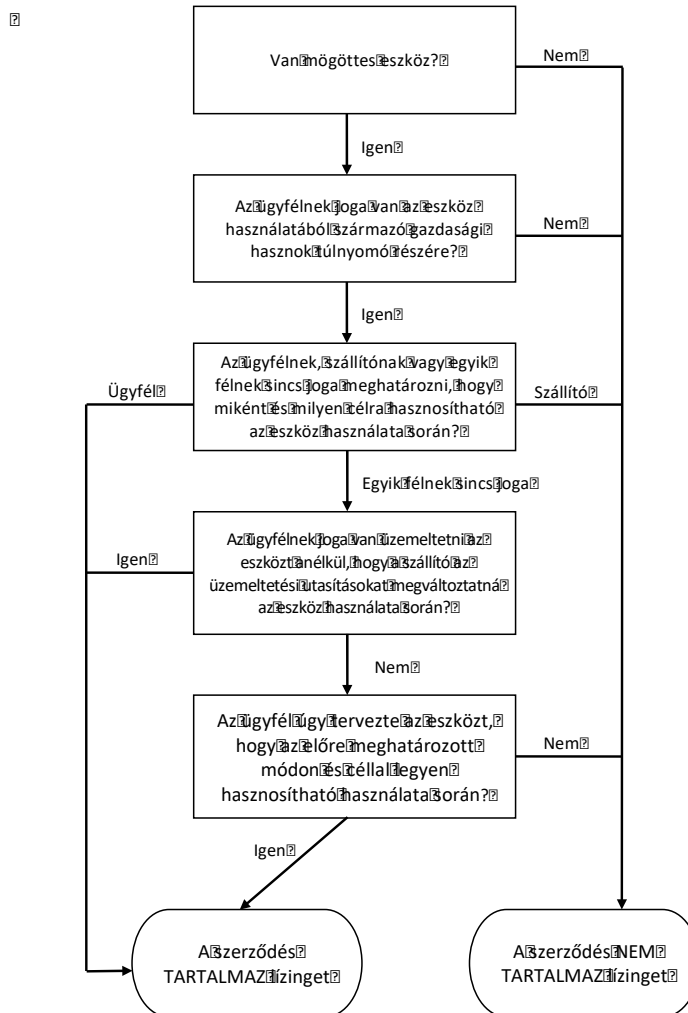 Van mögöttes eszköz?
Nem
Igen
Az ügyfélnek joga van az eszköz
használatából származó gazdasági
hasznok túlnyomó részére?
Nem
Igen
Az ügyfélnek, szállítónak vagy egyik
félnek sincs joga meghatározni, hogy
miként és milyen célra hasznosítható
az eszköz használata során?
Ügyfél
Szállító
Egyik félnek sincs joga
Az ügyfélnek joga van üzemeltetni az
eszközt anélkül, hogy a szállító az
üzemeltetési utasításokat megváltoztatná
az eszköz használata során?
Igen
Nem
Az ügyfél úgy tervezte az eszközt,
hogy az előre meghatározott
módon és céllal legyen
hasznosítható használata során?
Nem
Igen
A szerződés
TARTALMAZ lízinget
A szerződés NEM
TARTALMAZ lízinget